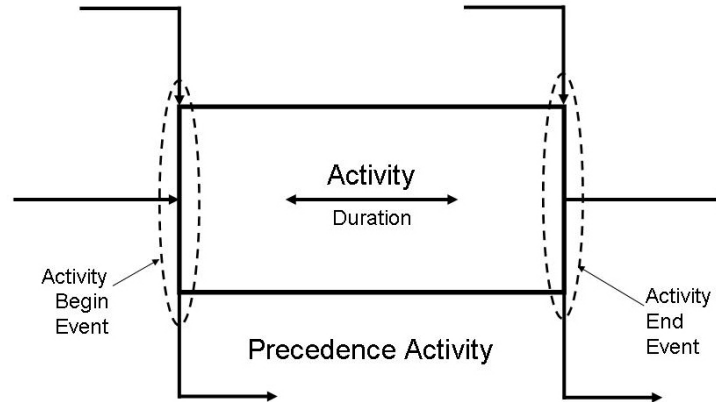 Activity
Duration
Activity
Begin
Event
Activity
End
Event
Precedence Activity